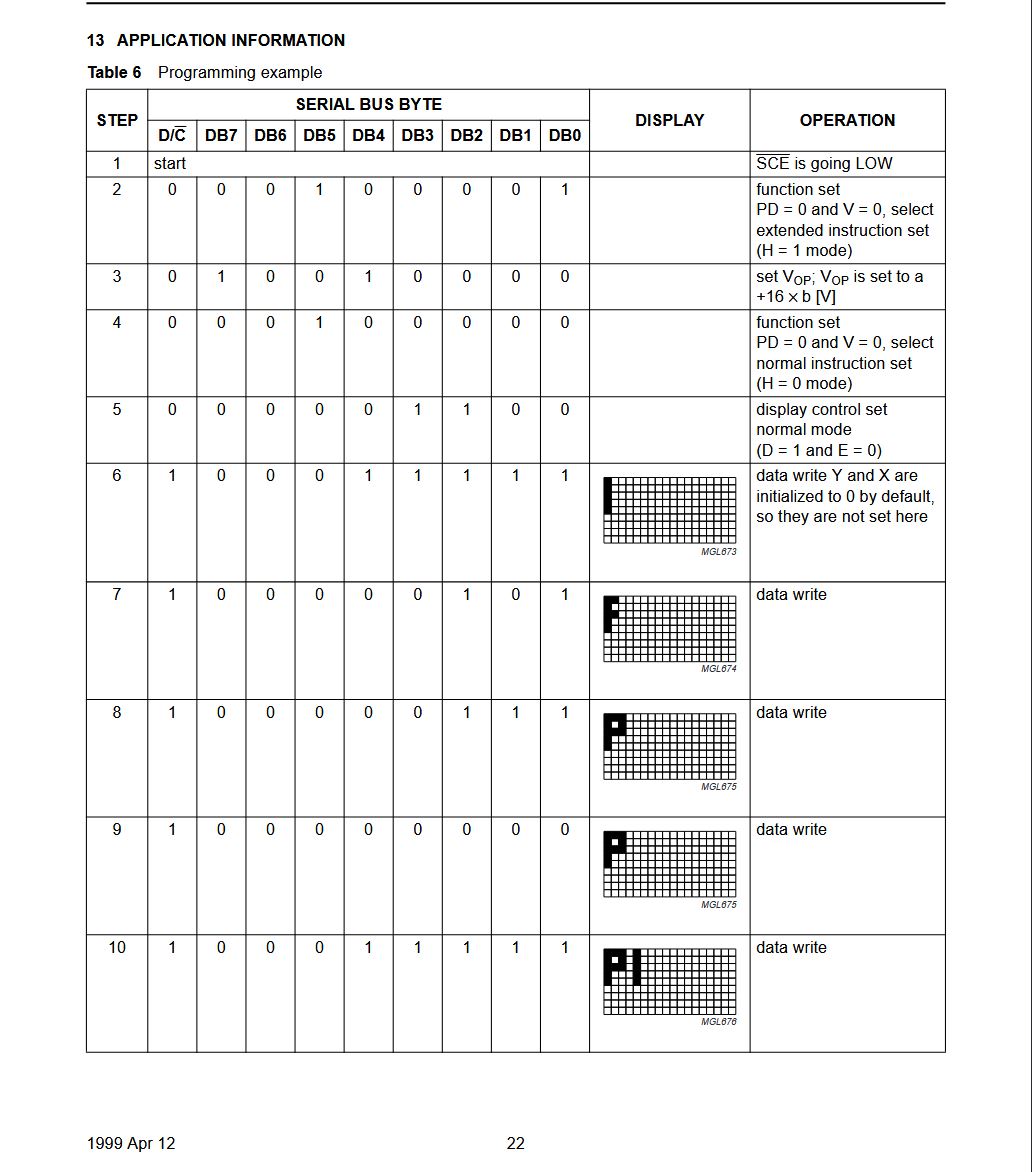 13 APPLICATION INFORMATION
Table 6 Programming example
STEP SERIAL BUS BYTE DISPLAY OPERATION
D/C̅ DB7 DB6 DB5 DB4 DB3 DB2 DB1 DB0
1 start S̅C̅E̅ is going LOW
2 0 0 0 1 0 0 0 0 1 function set
PD = 0 and V = 0, select
extended instruction set
(H = 1 mode)
3 0 1 0 0 1 0 0 0 0 set VOP; VOP is set to a
+16 × b [V]
4 0 0 0 1 0 0 0 0 0 function set
PD = 0 and V = 0, select
normal instruction set
(H = 0 mode)
5 0 0 0 0 0 1 1 0 0 display control set
normal mode
(D = 1 and E = 0)
6 1 0 0 0 1 1 1 1 1 data write Y and X are
initialized to 0 by default,
so they are not set here
MGL673
7 1 0 0 0 0 0 1 0 1 data write
MGL674
8 1 0 0 0 0 0 1 1 1 data write
MGL675
9 1 0 0 0 0 0 0 0 0 data write
MGL675
10 1 0 0 0 1 1 1 1 1 data write
MGL676
1999 Apr 12 22